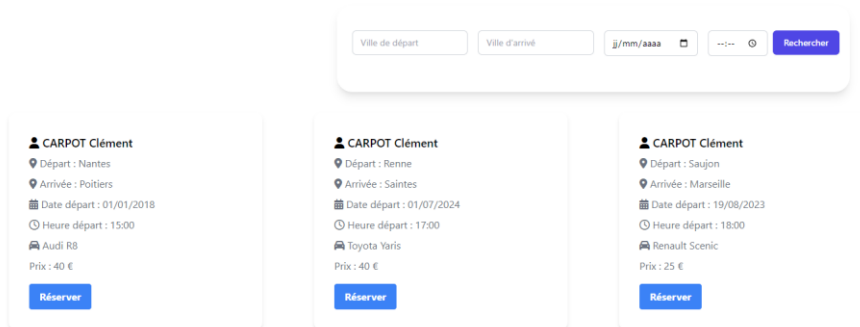 Ville de départ
Ville d'arrivé
jj/mm/aaaa
--:--
Rechercher
CARPOT Clément
Départ : Nantes
Arrivée : Poitiers
Date départ : 01/01/2018
Heure départ : 15:00
Audi R8
Prix : 40 €
Réserver
CARPOT Clément
Départ : Renne
Arrivée : Saintes
Date départ : 01/07/2024
Heure départ : 17:00
Toyota Yaris
Prix : 40 €
Réserver
CARPOT Clément
Départ : Saujon
Arrivée : Marseille
Date départ : 19/08/2023
Heure départ : 18:00
Renault Scenic
Prix : 25 €
Réserver